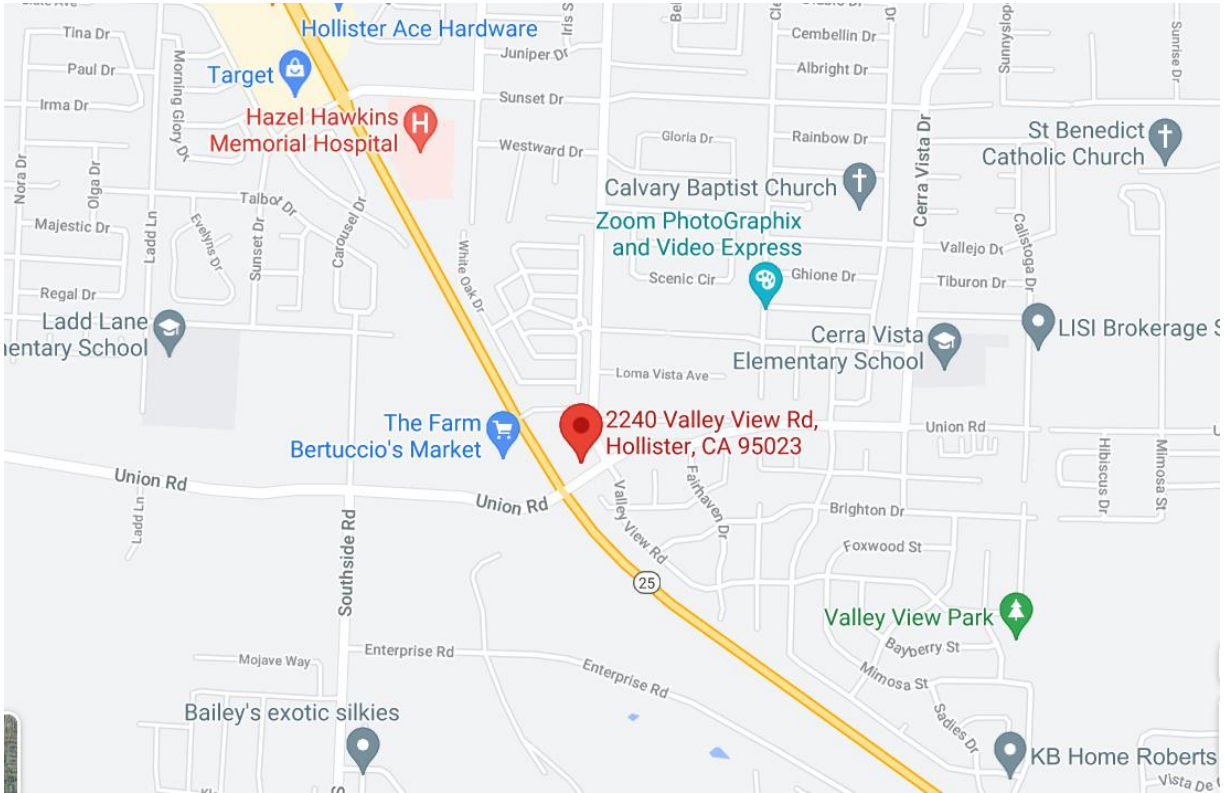 Hollister Ace Hardware
Iris S
Tina Dr
Cembellin Dr
Juniper Dr
Paul Dr
Target
Albright Dr
Sunnyslop
Sunrise Dr
Morning Glory Dr
Irma Dr
Sunset Dr
Hazel Hawkins
Memorial Hospital
Gloria Dr
Rainbow Dr
St Benedict
Catholic Church
Westward Dr
Cerra Vista Dr
Nora Dr
Olga Dr
Talbot Dr
Calvary Baptist Church
Majestic Dr
Ladd Ln
Evelyns Dr
Sunset Dr
Carousel Dr
White Oak Dr
Zoom PhotoGraphix
and Video Express
Vallejo Dr
Calistoga Dr
Scenic Cir
Ghione Dr
Tiburon Dr
Regal Dr
Ladd Lane
mentary School
Cerra Vista
Elementary School
LISI Brokerage S
Loma Vista Ave
The Farm
Bertuccio's Market
2240 Valley View Rd,
Hollister, CA 95023
Union Rd
U
Union Rd
Union Rd
Ladd Ln
Southside Rd
Valley View Rd
Fairhaven Dr
Hibiscus Dr
Mimosa St
Brighton Dr
Foxwood St
25
Valley View Park
Bayberry St
Enterprise Rd
Mojave Way
Enterprise Rd
Mimosa St
Sadies Dr
Bailey's exotic silkies
KB Home Roberts
Vista De
S